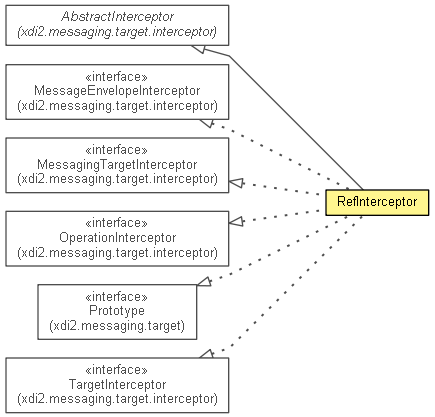 AbstractInterceptor
(xdi2.messaging.target.interceptor)
«interface»
MessageEnvelopeInterceptor
(xdi2.messaging.target.interceptor)
«interface»
MessagingTargetInterceptor
(xdi2.messaging.target.interceptor)
RefInterceptor
«interface»
OperationInterceptor
(xdi2.messaging.target.interceptor)
«interface»
Prototype
(xdi2.messaging.target)
«interface»
TargetInterceptor
(xdi2.messaging.target.interceptor)